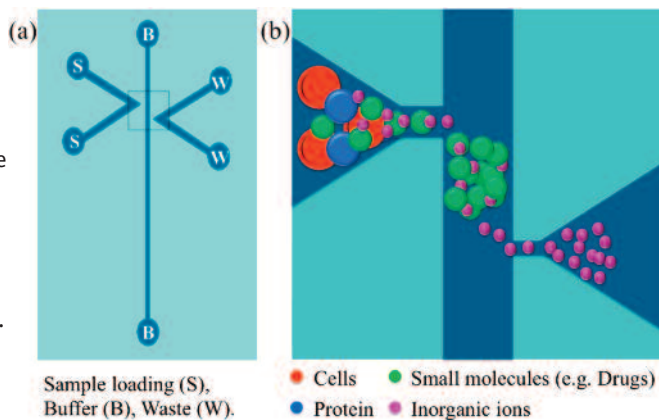 (a)
B
S
W
S
W
B
Sample loading (S),
Buffer (B), Waste (W).
(b)
Cells
Small molecules (e.g. Drugs)
Protein
Inorganic ions
e
.